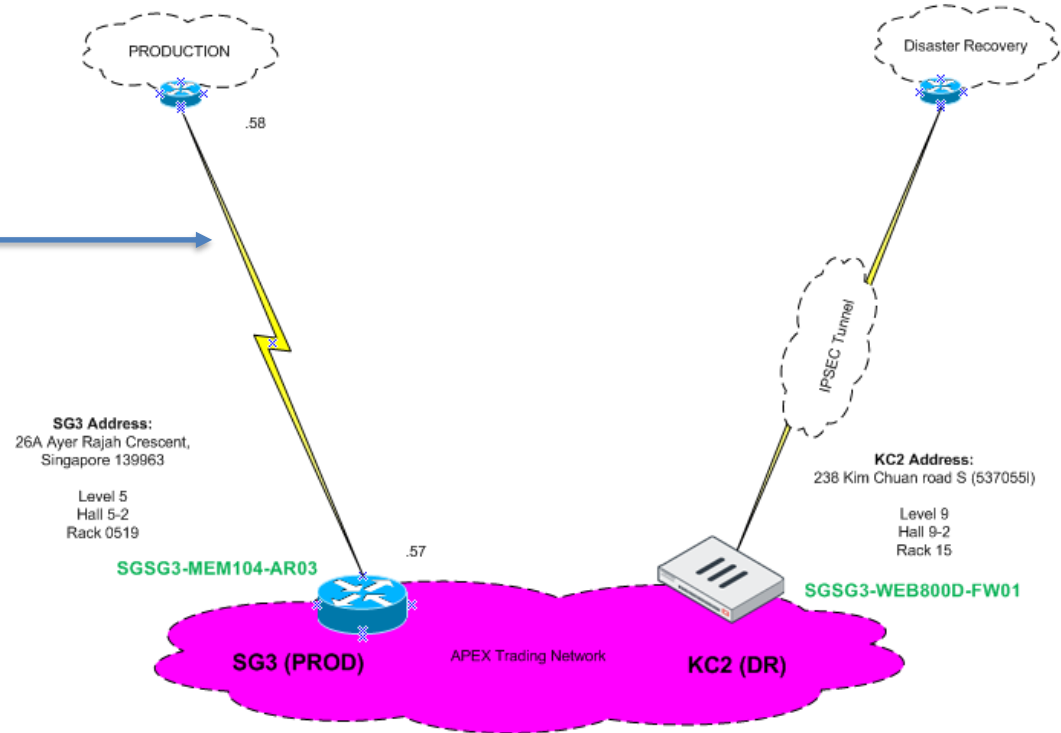 PRODUCTION
Disaster Recovery
.58
IPSEC Tunnel
SG3 Address:
26A Ayer Rajah Crescent,
Singapore 139963
Level 5
Hall 5-2
Rack 0519
KC2 Address:
238 Kim Chuan road S (537055l)
Level 9
Hall 9-2
Rack 15
.57
SGSG3-MEM104-AR03
SGSG3-WEB800D-FW01
SG3 (PROD)
APEX Trading Network
KC2 (DR)